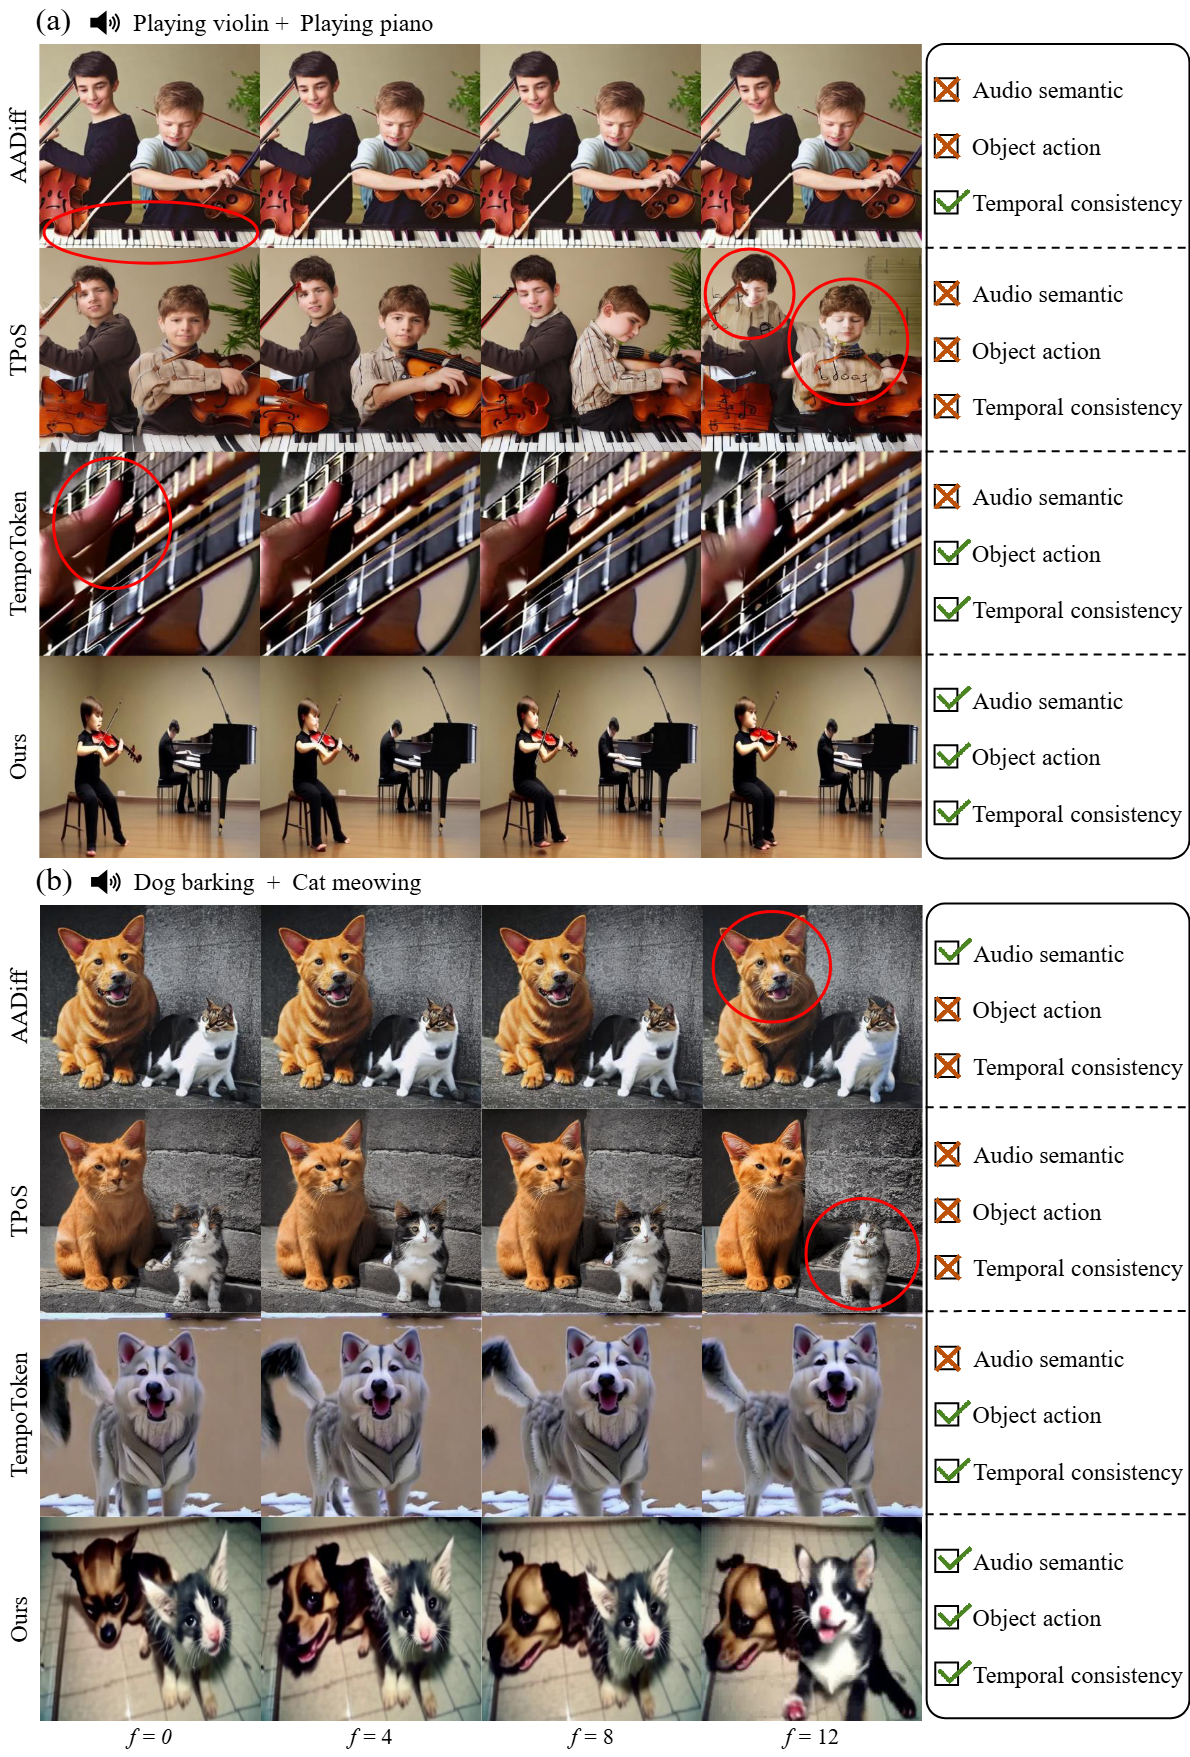 (a) Playing violin + Playing piano
AADiff
Audio semantic
Object action
Temporal consistency
TPoS
Audio semantic
Object action
Temporal consistency
TempoToken
Audio semantic
Object action
Temporal consistency
Ours
Audio semantic
Object action
Temporal consistency
(b) Dog barking + Cat meowing
AADiff
Audio semantic
Object action
Temporal consistency
TPoS
Audio semantic
Object action
Temporal consistency
TempoToken
Audio semantic
Object action
Temporal consistency
Ours
Audio semantic
Object action
Temporal consistency
f = 0 f = 4 f = 8 f = 12